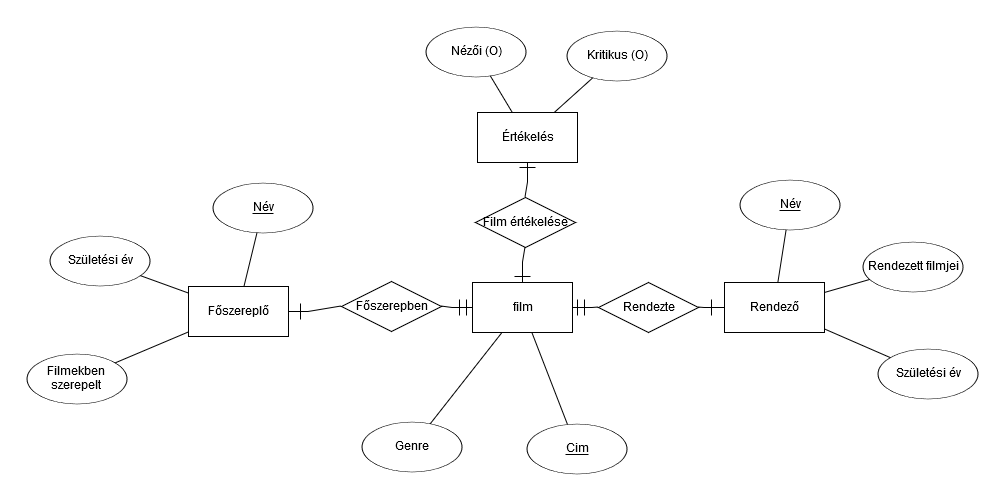 Nézői (O)
Kritikus (O)
Értékelés
Név
Név
Film értékelése
Születési év
Rendezett filmjei
Főszereplő
Főszerepben
film
Rendezte
Rendező
Filmekben
szerepelt
Születési év
Genre
Cim